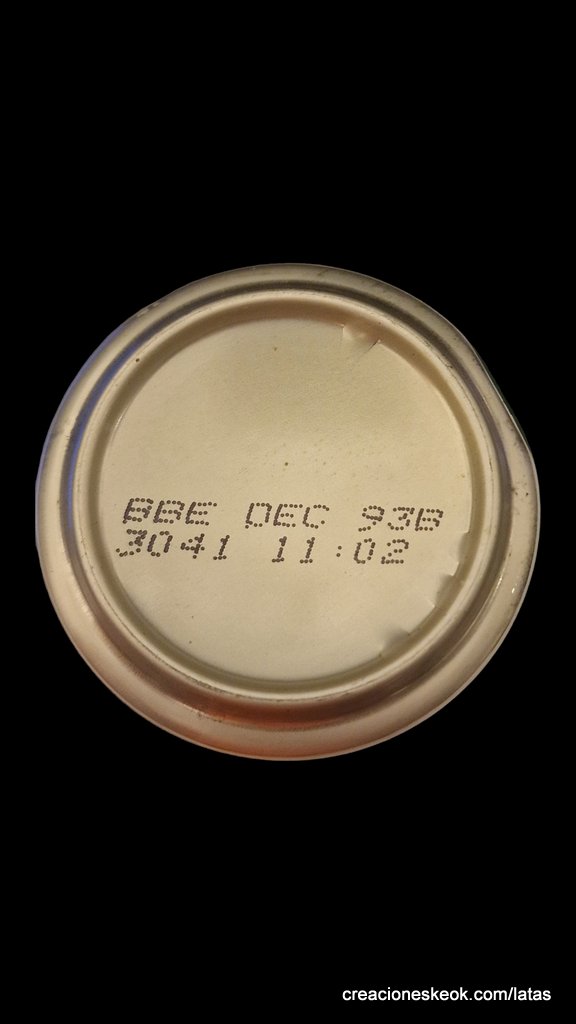 BBE DEC 93B
3041 11:02
creacioneskeok.com/latas